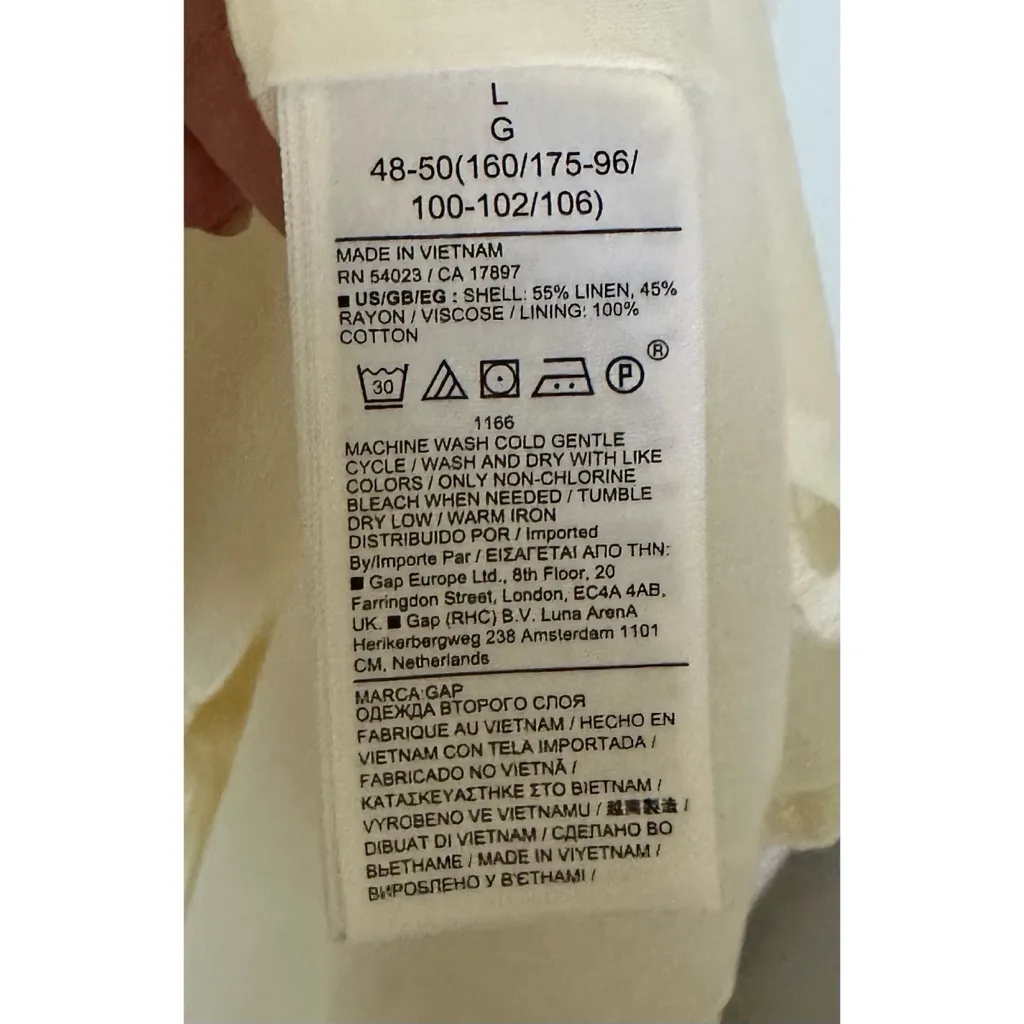 L
G
48-50(160/175-96/
100-102/106)
MADE IN VIETNAM
RN 54023 / CA 17897
■ US/GB/EG : SHELL: 55% LINEN, 45%
RAYON / VISCOSE / LINING: 100%
COTTON
30
P
®
1166
MACHINE WASH COLD GENTLE
CYCLE / WASH AND DRY WITH LIKE
COLORS / ONLY NON-CHLORINE
BLEACH WHEN NEEDED / TUMBLE
DRY LOW / WARM IRON
DISTRIBUIDO POR / Imported
By/Importe Par / ΕΙΣΑΓΕΤΑΙ ΑΠΟ ΤΗΝ:
■ Gap Europe Ltd., 8th Floor, 20
Farringdon Street, London, EC4A 4AB,
UK. ■ Gap (RHC) B.V. Luna ArenA
Herikerbergweg 238 Amsterdam 1101
CM, Netherlands
MARCA:GAP
ОДЕЖДА ВТОРОГО СЛОЯ
FABRIQUE AU VIETNAM / HECHO EN
VIETNAM CON TELA IMPORTADA /
FABRICADO NO VIETNÃ /
ΚΑΤΑΣΚΕΥΑΣΤΗΚΕ ΣΤΟ ΒΙΕΤΝΑΜ /
VYROBENO VE VIETNAMU / 越南製造 /
DIBUAT DI VIETNAM / СДЕЛАНО ВО
ВЬЕТНАМЕ / MADE IN VIYETNAM /
ВИРОБЛЕНО У В'ЄТНАМІ /